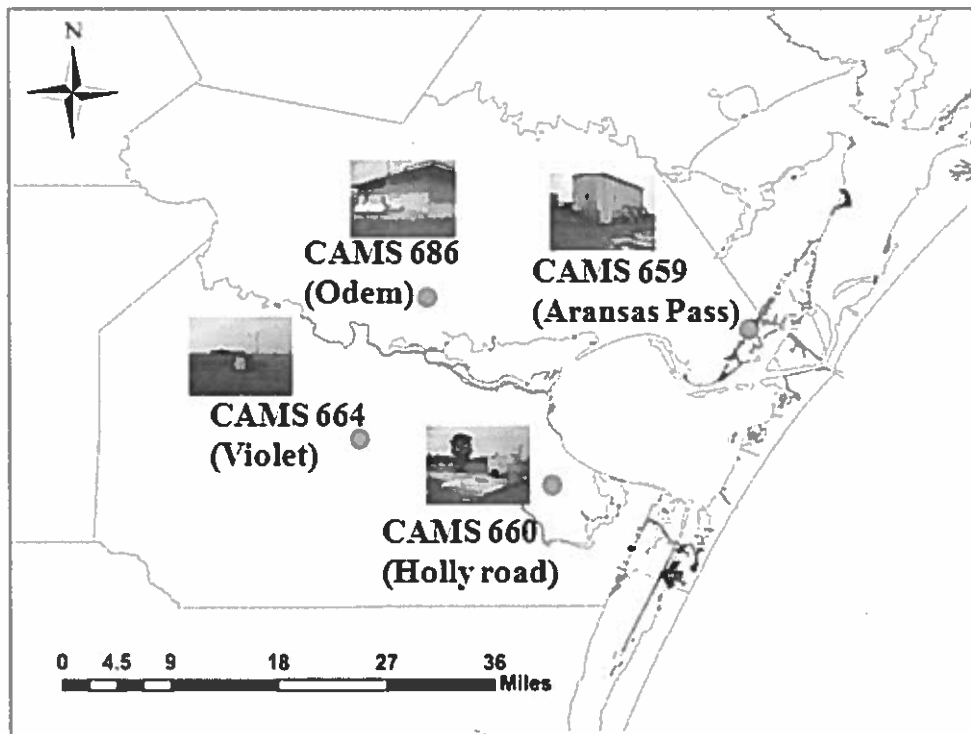 N
CAMS 686
(Odem)
CAMS 659
(Aransas Pass)
CAMS 664
(Violet)
CAMS 660
(Holly road)
0 4.5 9 18 27 36
Miles